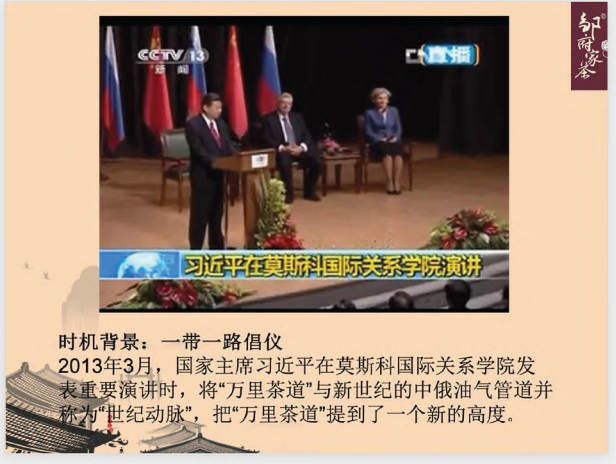 邹府家茶
CCTV 13
新闻
直播
习近平在莫斯科国际关系学院演讲
时机背景：一带一路倡仪
2013年3月，国家主席习近平在莫斯科国际关系学院发
表重要演讲时，将“万里茶道”与新世纪的中俄油气管道并
称为“世纪动脉”，把“万里茶道”提到了一个新的高度。